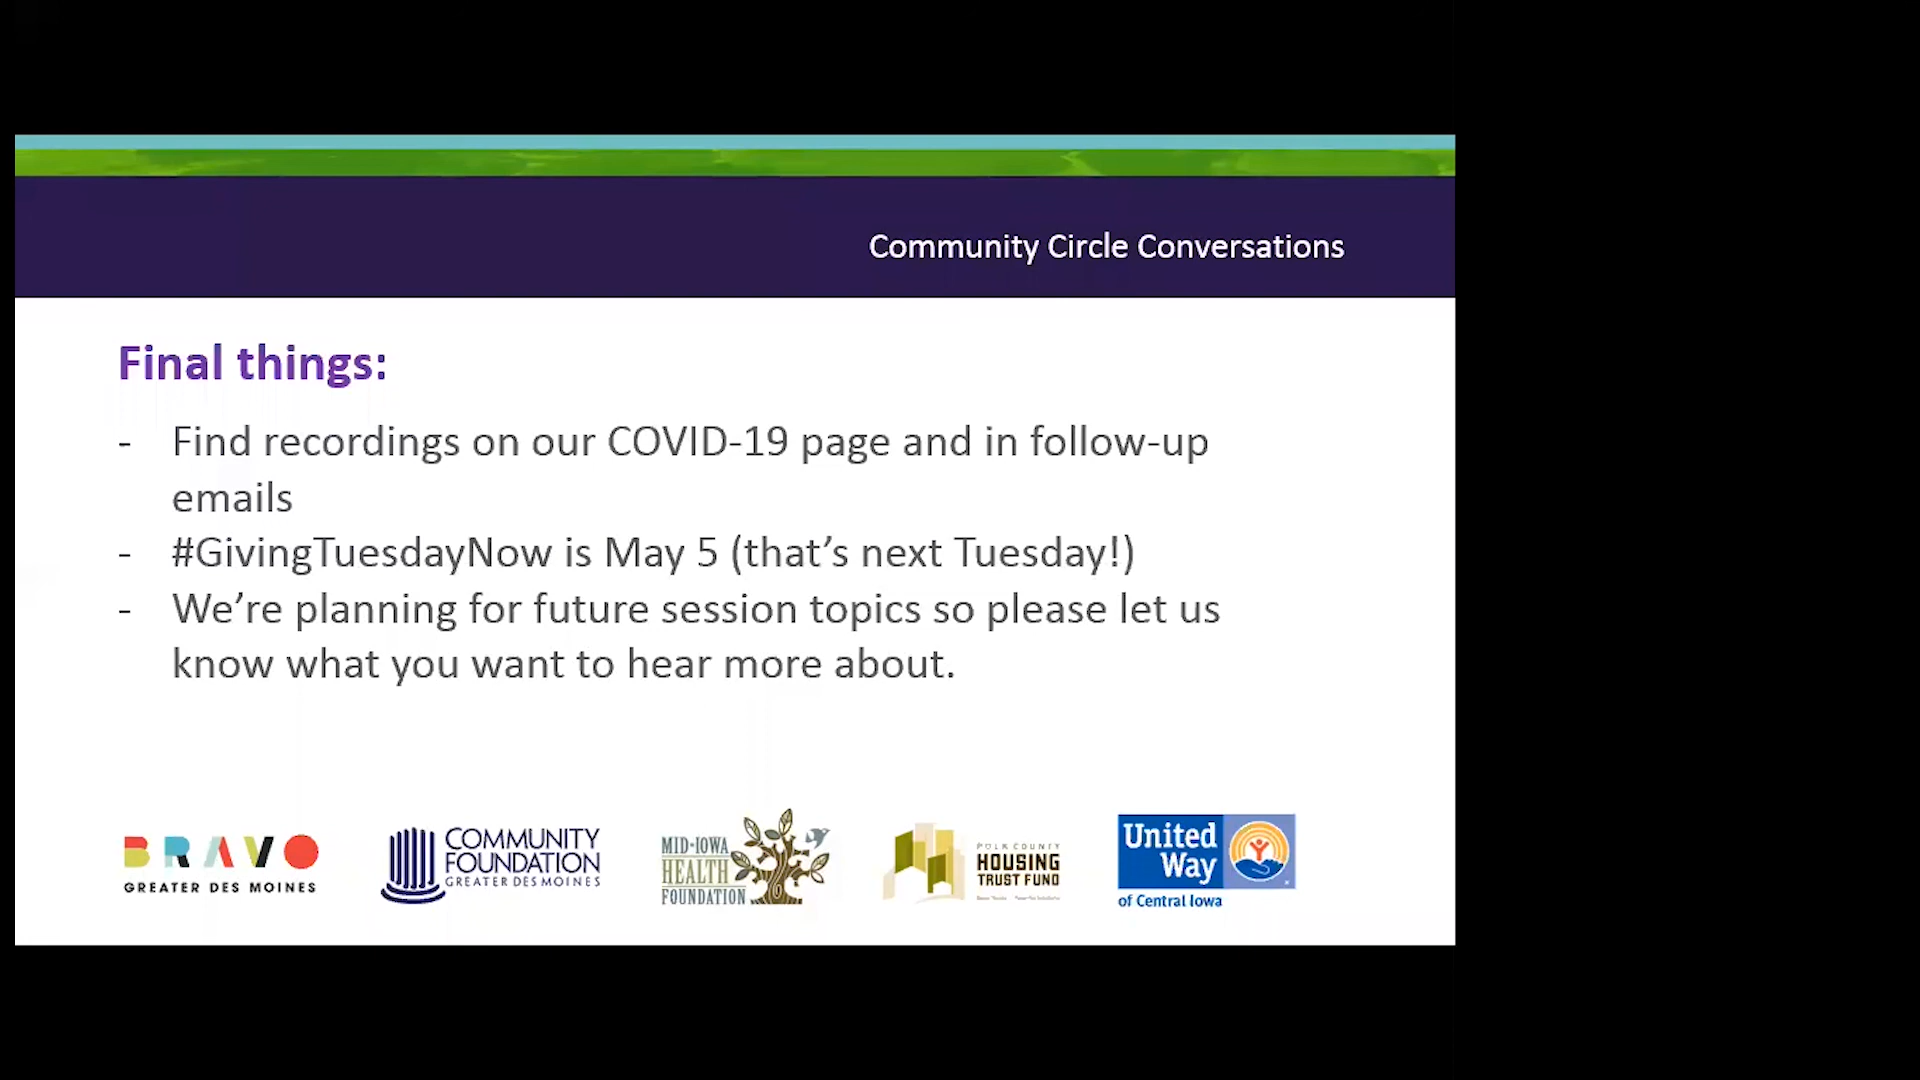 Community Circle Conversations
Final things:
- Find recordings on our COVID-19 page and in follow-up
emails
- #GivingTuesdayNow is May 5 (that’s next Tuesday!)
- We’re planning for future session topics so please let us
know what you want to hear more about.
BRAVO
GREATER DES MOINES
COMMUNITY
FOUNDATION
GREATER DES MOINES
MID-IOWA
HEALTH
FOUNDATION
POLK COUNTY
HOUSING
TRUST FUND
United
Way
of Central Iowa